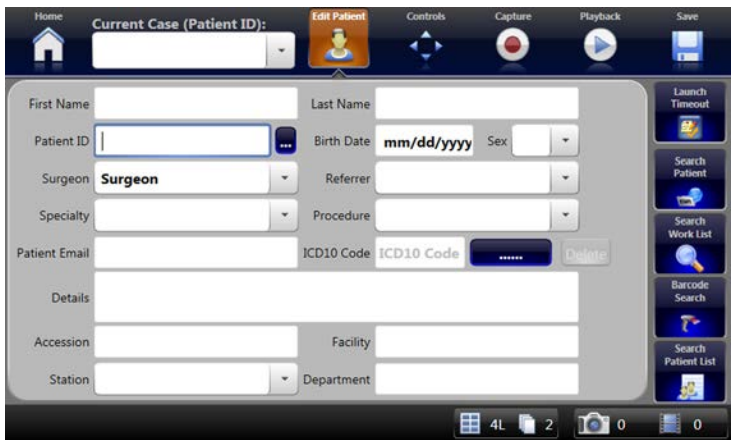 Home
Current Case (Patient ID):
Edit Patient
Controls
Capture
Playback
Save
First Name
Last Name
Patient ID
...
Birth Date
mm/dd/yyyy
Sex
Surgeon
Surgeon
Referrer
Specialty
Procedure
Patient Email
ICD10 Code
ICD10 Code
......
Delete
Details
Accession
Facility
Station
Department
Launch
Timeout
Search
Patient
Search
Work List
Barcode
Search
Search
Patient List
4L
2
0
0